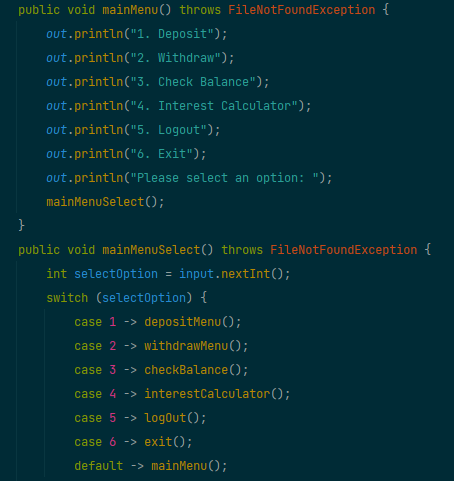 public void mainMenu() throws FileNotFoundException {
out.println("1. Deposit");
out.println("2. Withdraw");
out.println("3. Check Balance");
out.println("4. Interest Calculator");
out.println("5. Logout");
out.println("6. Exit");
out.println("Please select an option: ");
mainMenuSelect();
}
public void mainMenuSelect() throws FileNotFoundException {
int selectOption = input.nextInt();
switch (selectOption) {
case 1 -> depositMenu();
case 2 -> withdrawMenu();
case 3 -> checkBalance();
case 4 -> interestCalculator();
case 5 -> logOut();
case 6 -> exit();
default -> mainMenu();